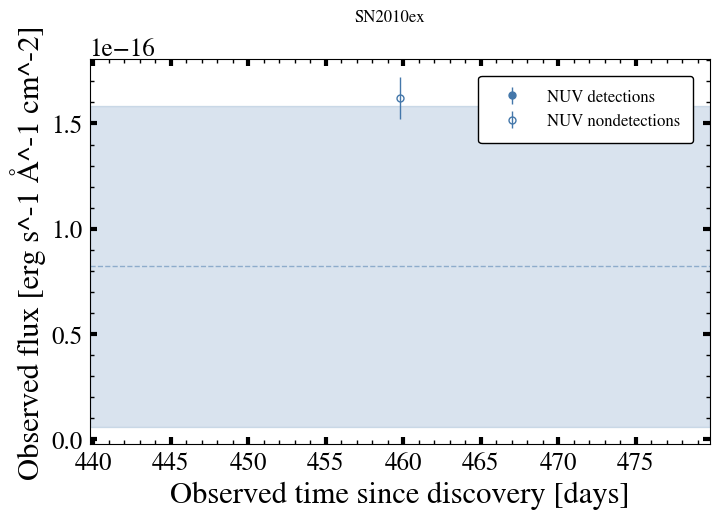 SN2010ex
1e−16
Observed flux [erg s^-1 Å^-1 cm^-2]
1.5
1.0
0.5
0.0
NUV detections
NUV nondetections
440 445 450 455 460 465 470 475
Observed time since discovery [days]